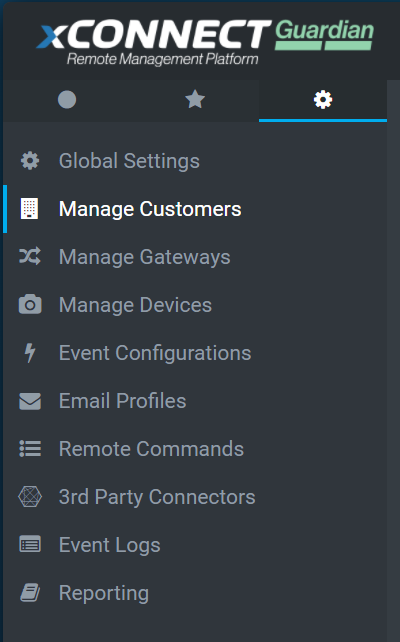 xCONNECT Guardian
Remote Management Platform
Global Settings
Manage Customers
Manage Gateways
Manage Devices
Event Configurations
Email Profiles
Remote Commands
3rd Party Connectors
Event Logs
Reporting